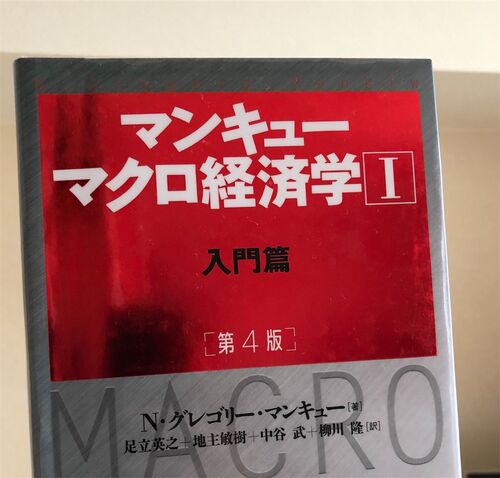 マンキュー
マクロ経済学 I
入門篇
[第4版]
MACRO
N・グレゴリー・マンキュー[著]
足立英之+地主敏樹+中谷 武+柳川 隆[訳]